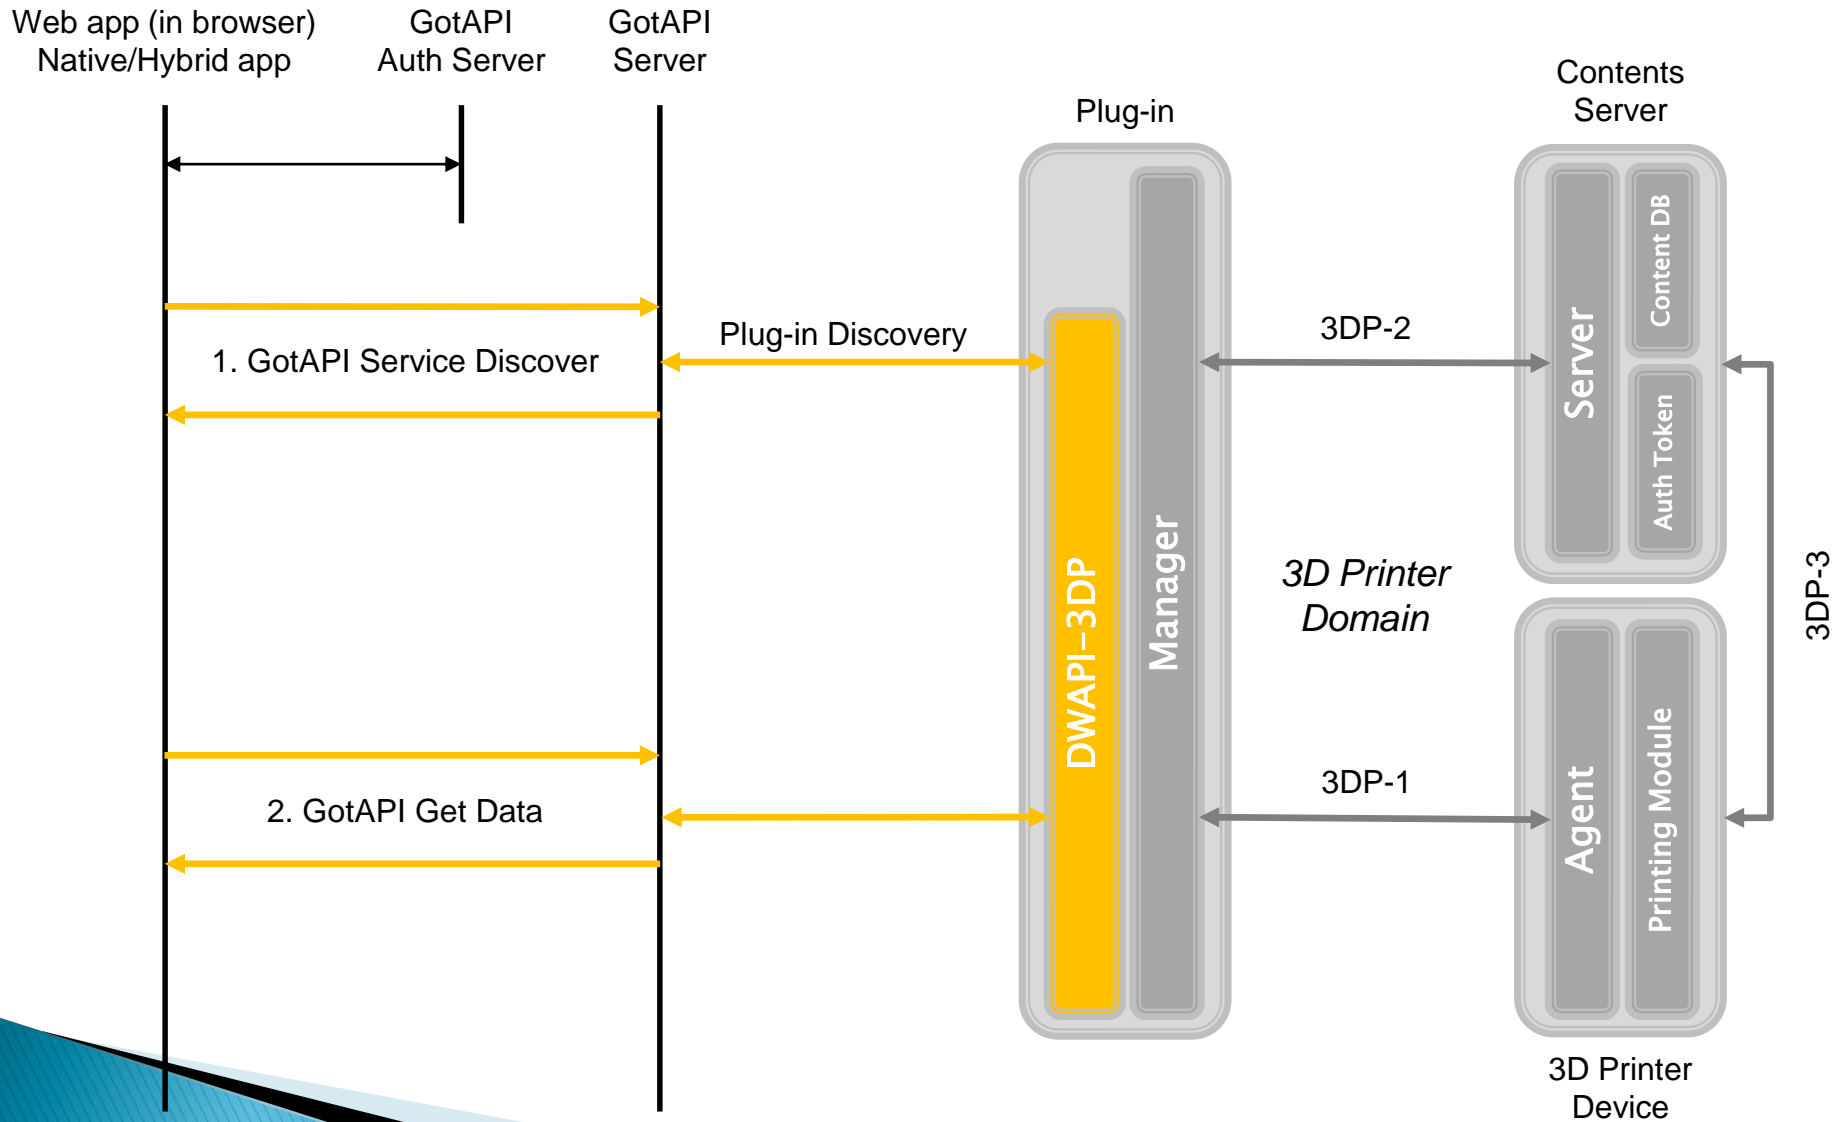 Web app (in browser)
Native/Hybrid app
GotAPI
Auth Server
GotAPI
Server
Plug-in
Contents
Server
1. GotAPI Service Discover
Plug-in Discovery
3DP-2
Server
Content DB
Auth Token
DWAPI-3DP
Manager
3D Printer
Domain
3DP-3
2. GotAPI Get Data
3DP-1
Agent
Printing Module
3D Printer
Device